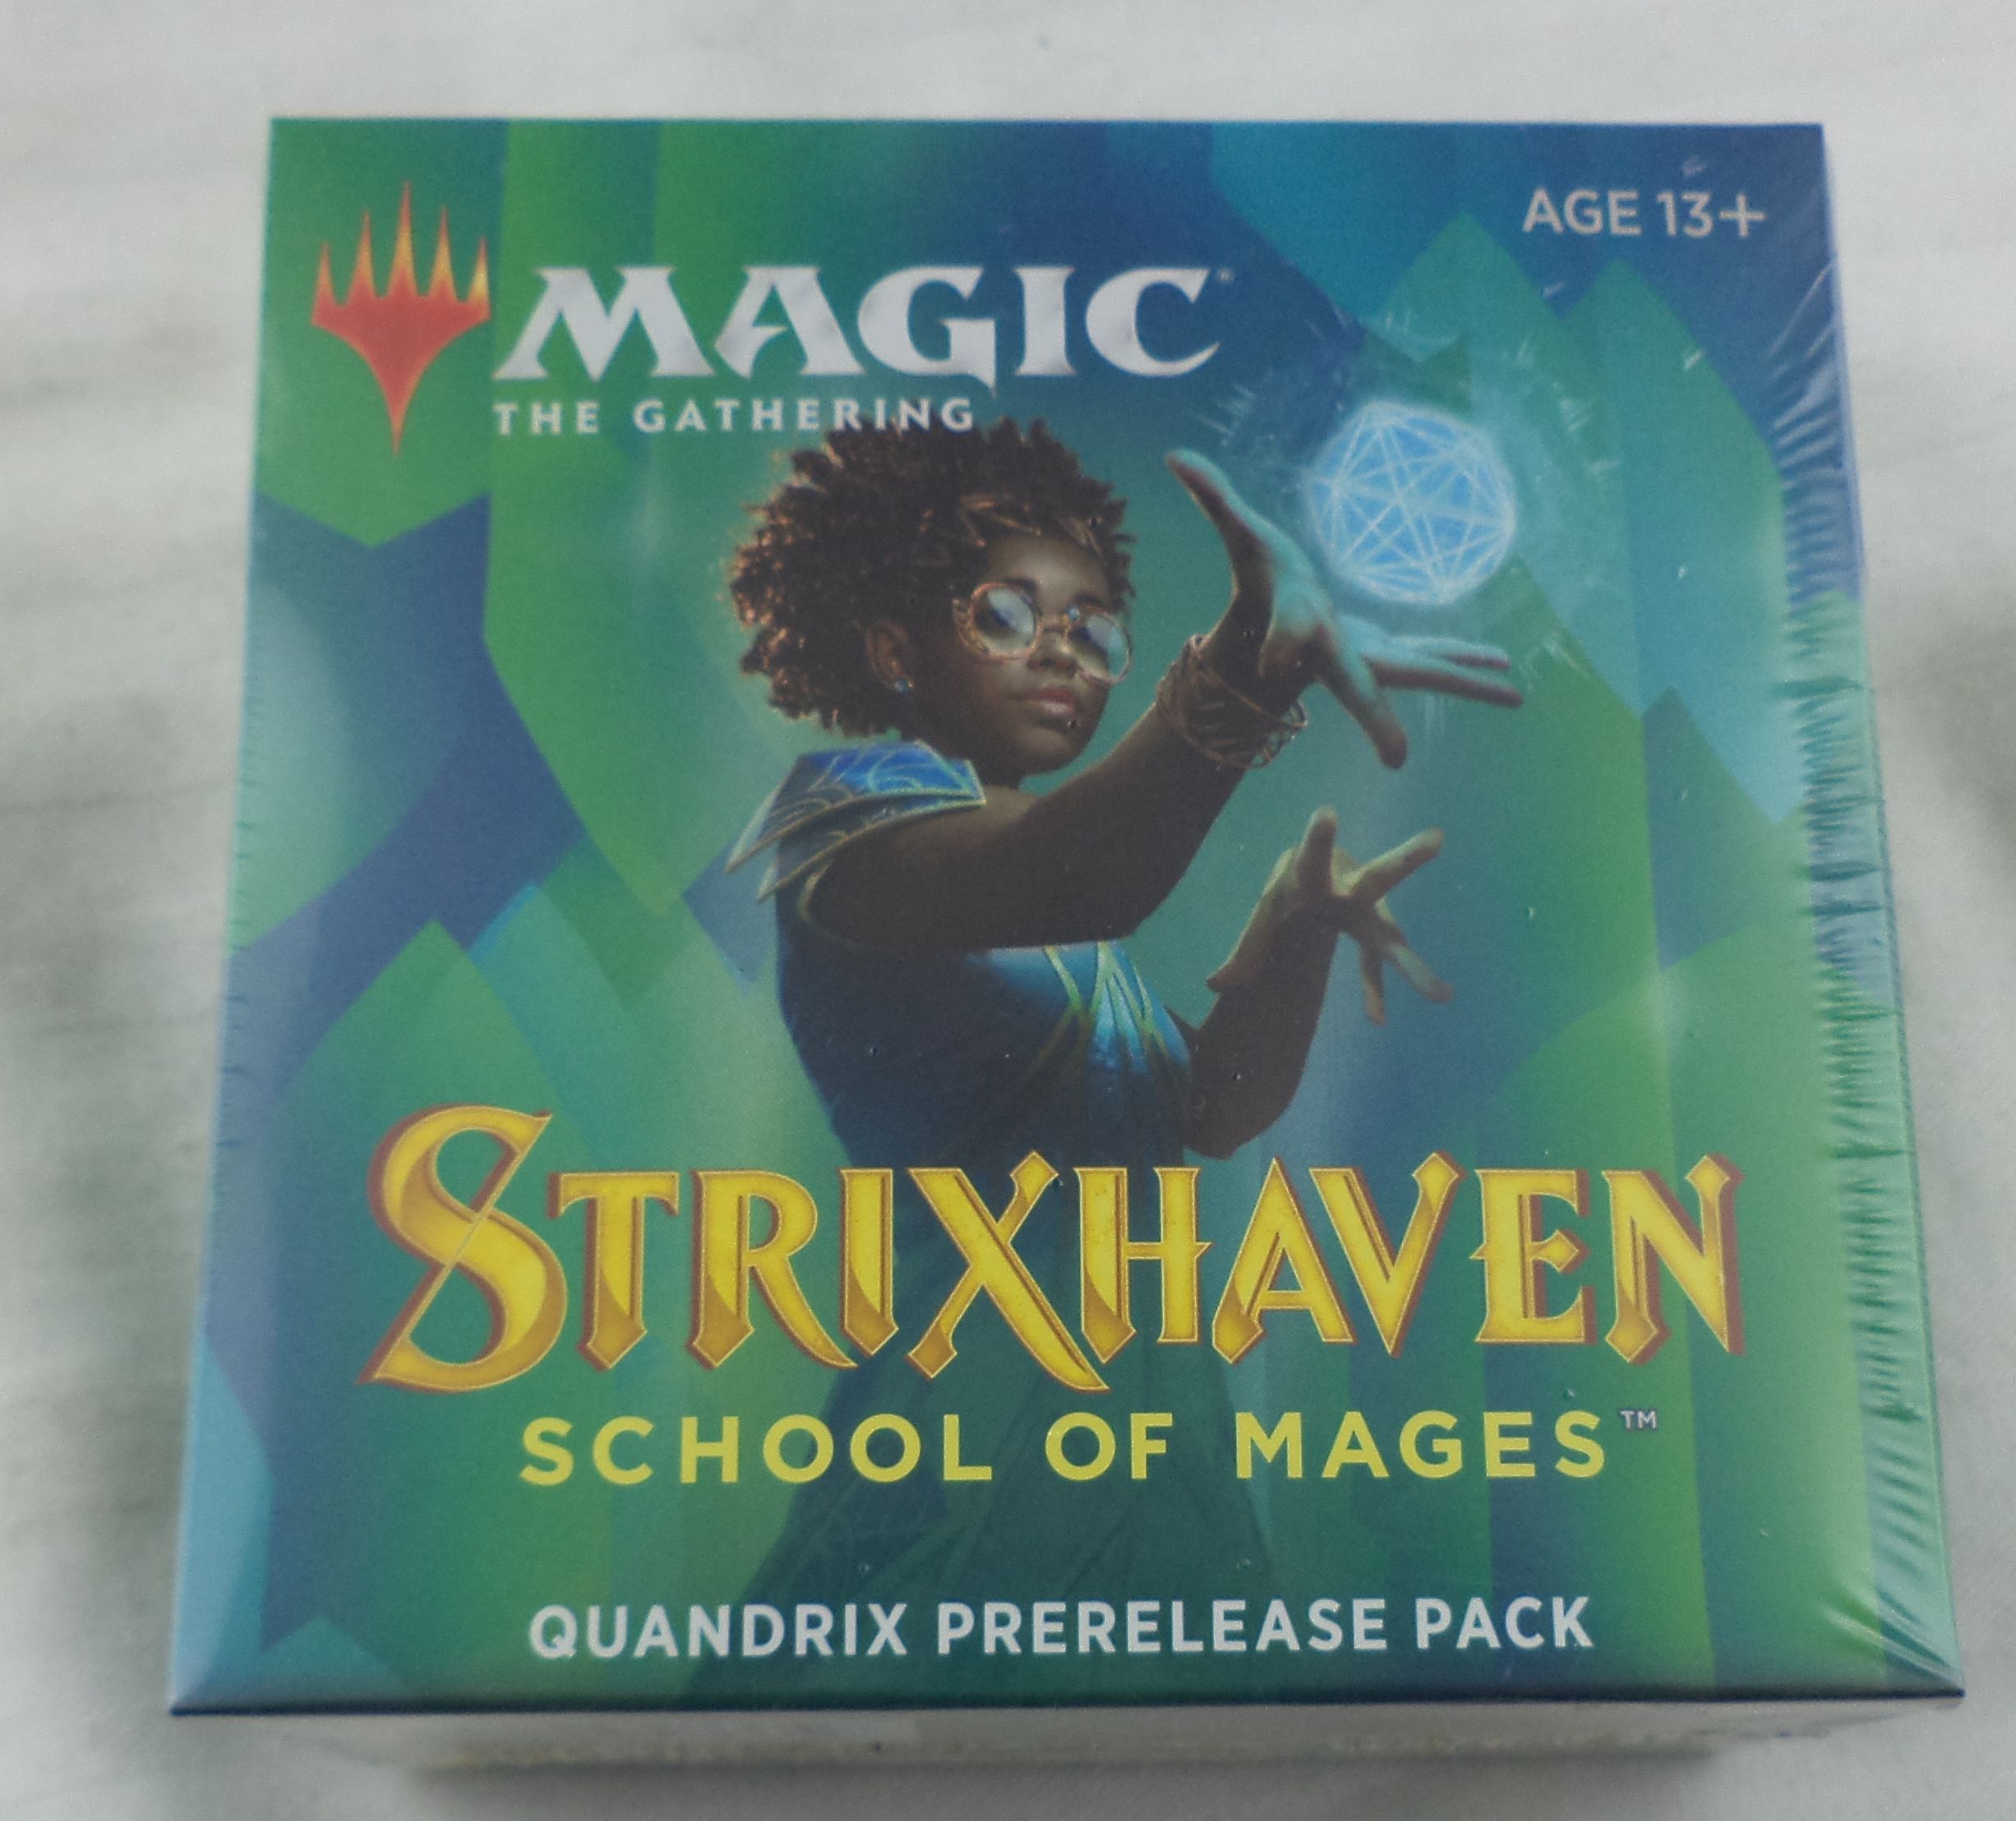 AGE 13+
MAGIC®
THE GATHERING
STRIXHAVEN
SCHOOL OF MAGES™
QUANDRIX PRERELEASE PACK